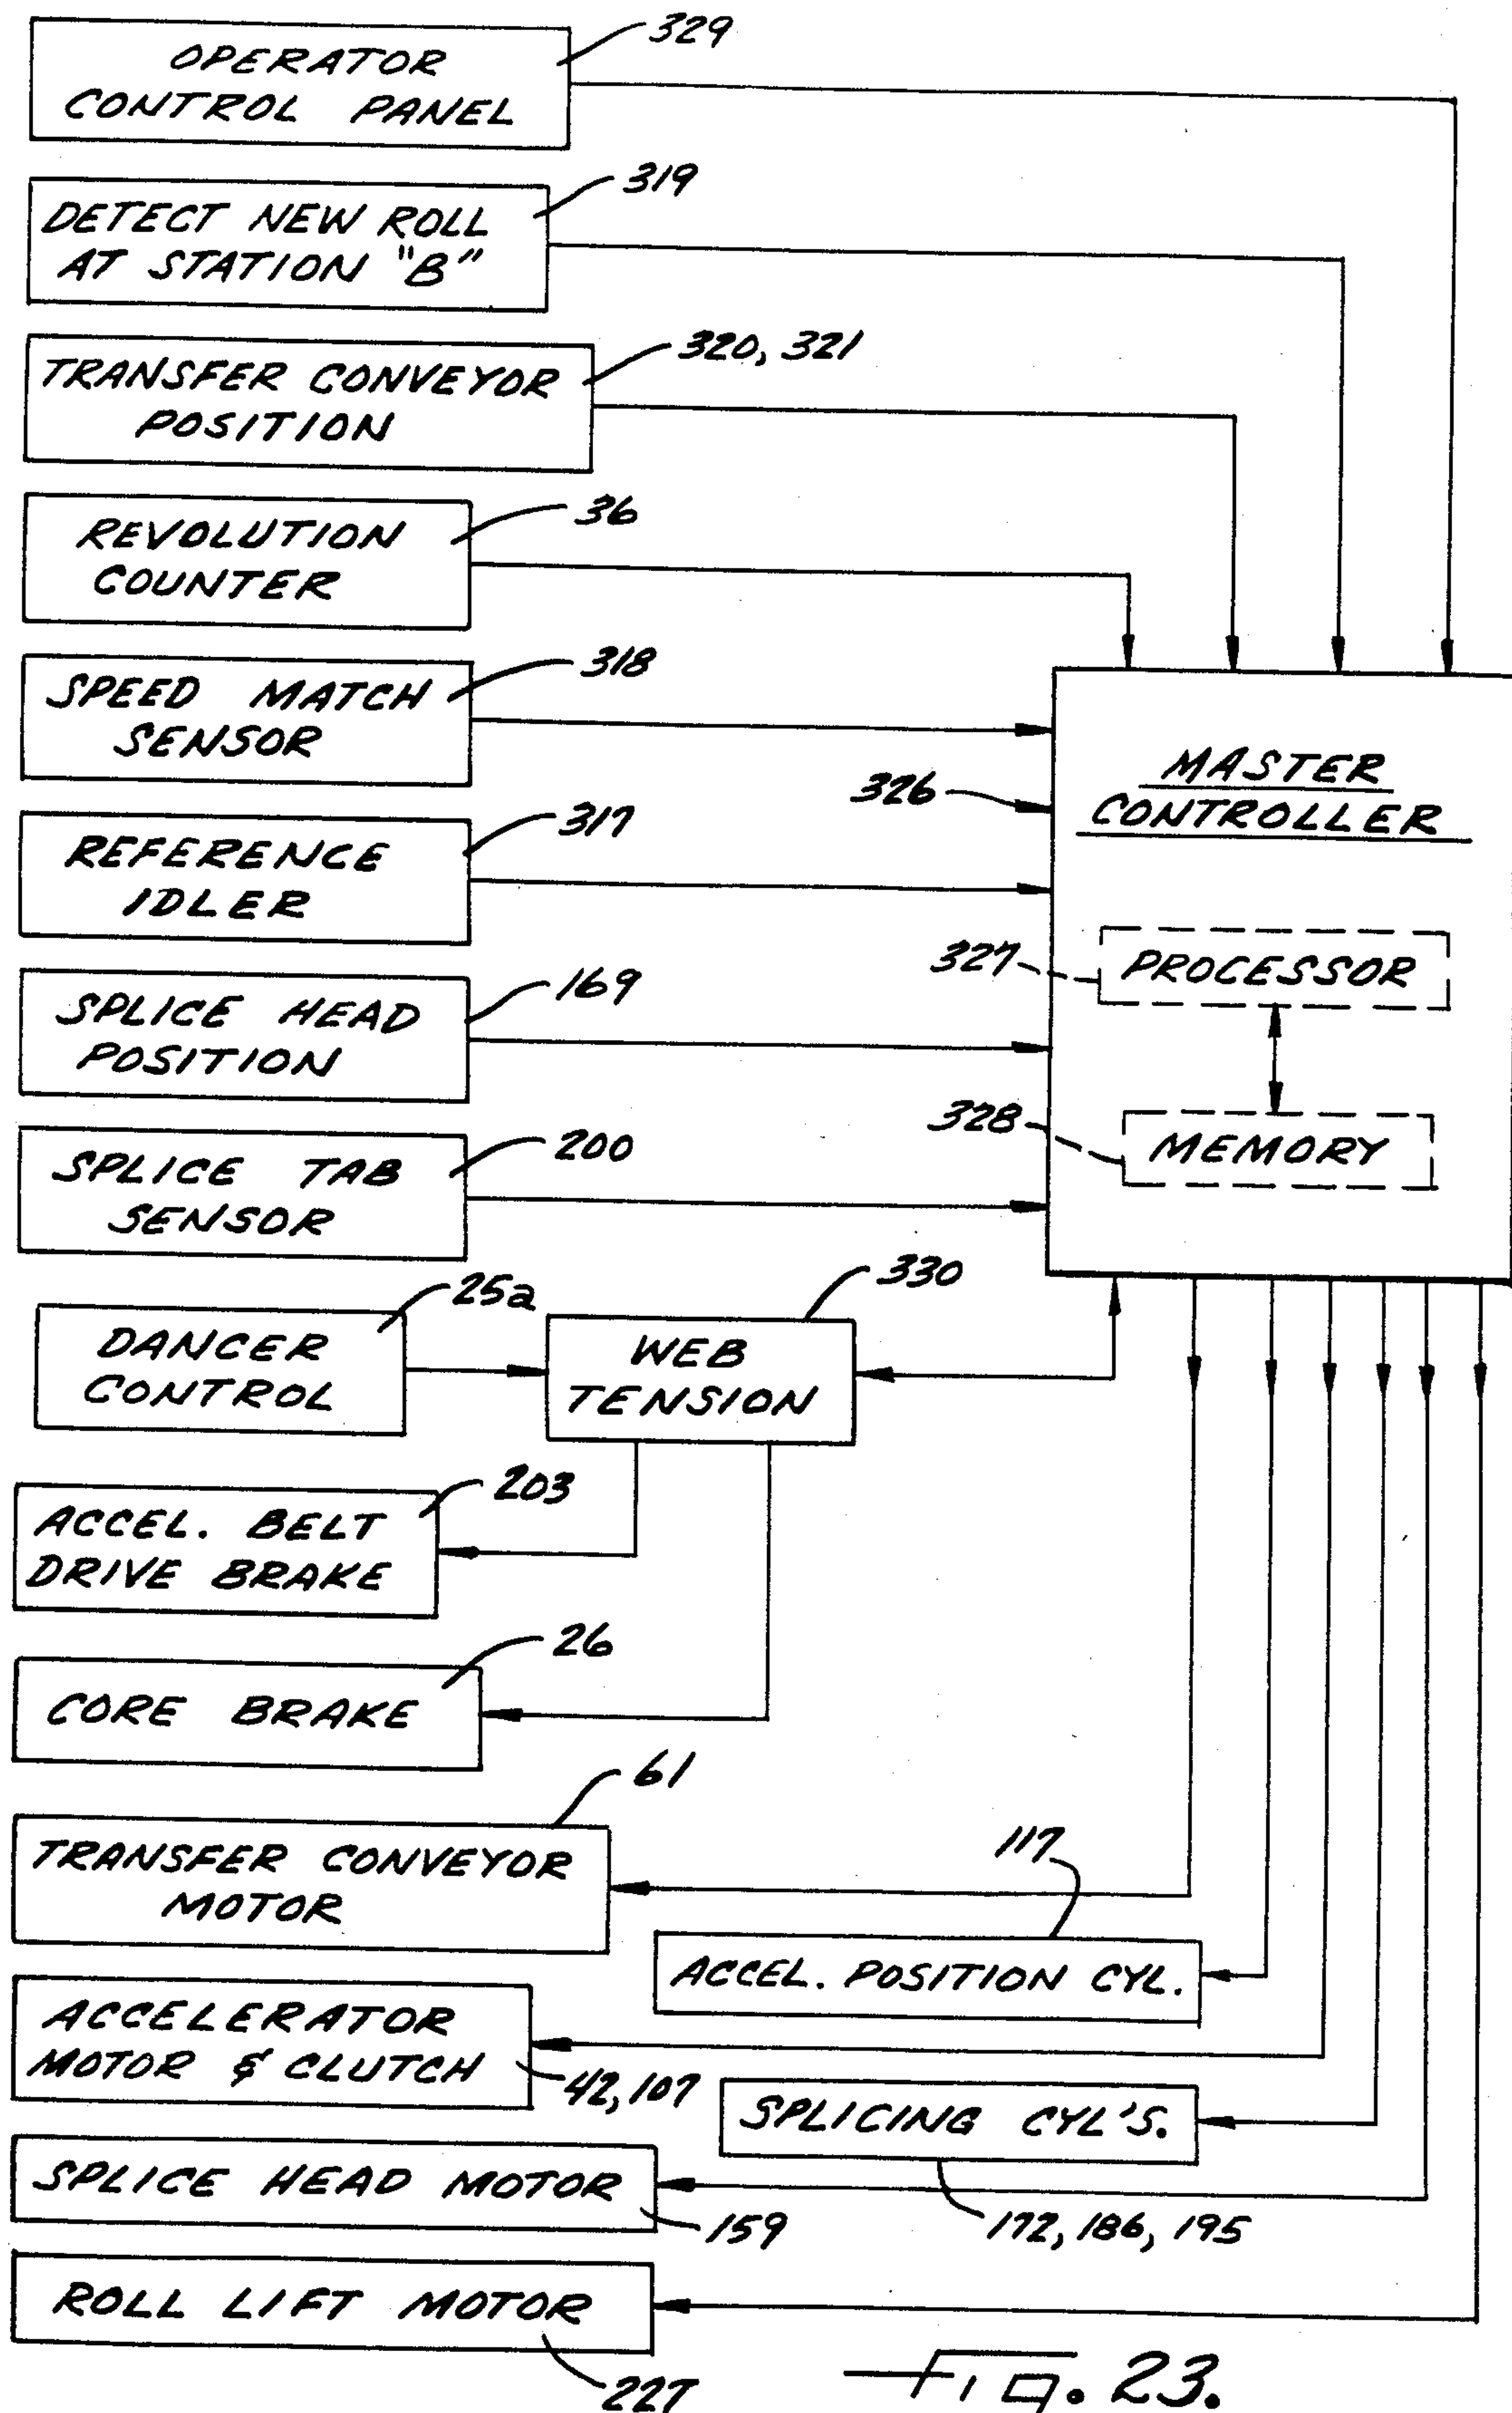 329
OPERATOR
CONTROL PANEL
319
DETECT NEW ROLL
AT STATION "B"
320, 321
TRANSFER CONVEYOR
POSITION
36
REVOLUTION
COUNTER
318
SPEED MATCH
SENSOR
MASTER
CONTROLLER
326
317
REFERENCE
IDLER
327
PROCESSOR
169
SPLICE HEAD
POSITION
328
MEMORY
200
SPLICE TAB
SENSOR
25a
DANCER
CONTROL
330
WEB
TENSION
203
ACCEL. BELT
DRIVE BRAKE
26
CORE BRAKE
61
TRANSFER CONVEYOR
MOTOR
117
ACCEL. POSITION CYL.
ACCELERATOR
MOTOR & CLUTCH
42, 107
SPLICING CYL'S.
172, 186, 195
SPLICE HEAD MOTOR
159
ROLL LIFT MOTOR
227
Fig. 23.